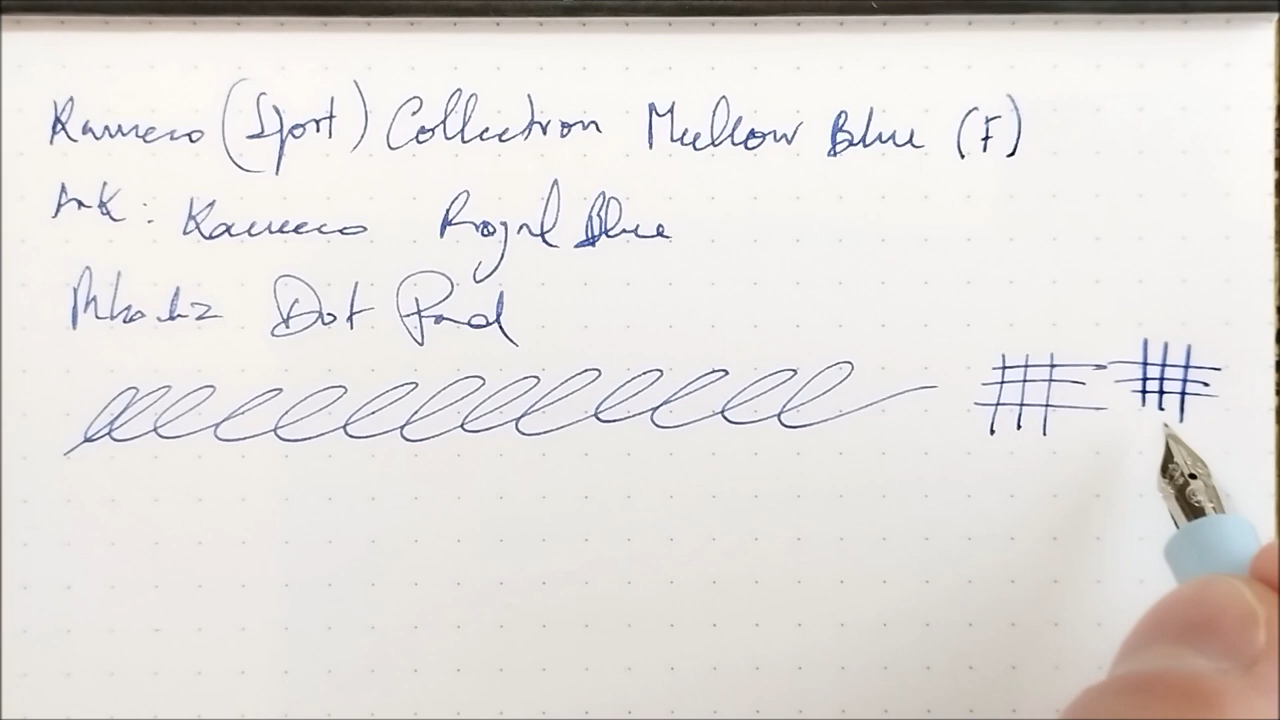 Kaweco (Sport) Collection Mellow Blue (F)
Ink: Kaweco Royal Blue
Rhodia Dot Pad